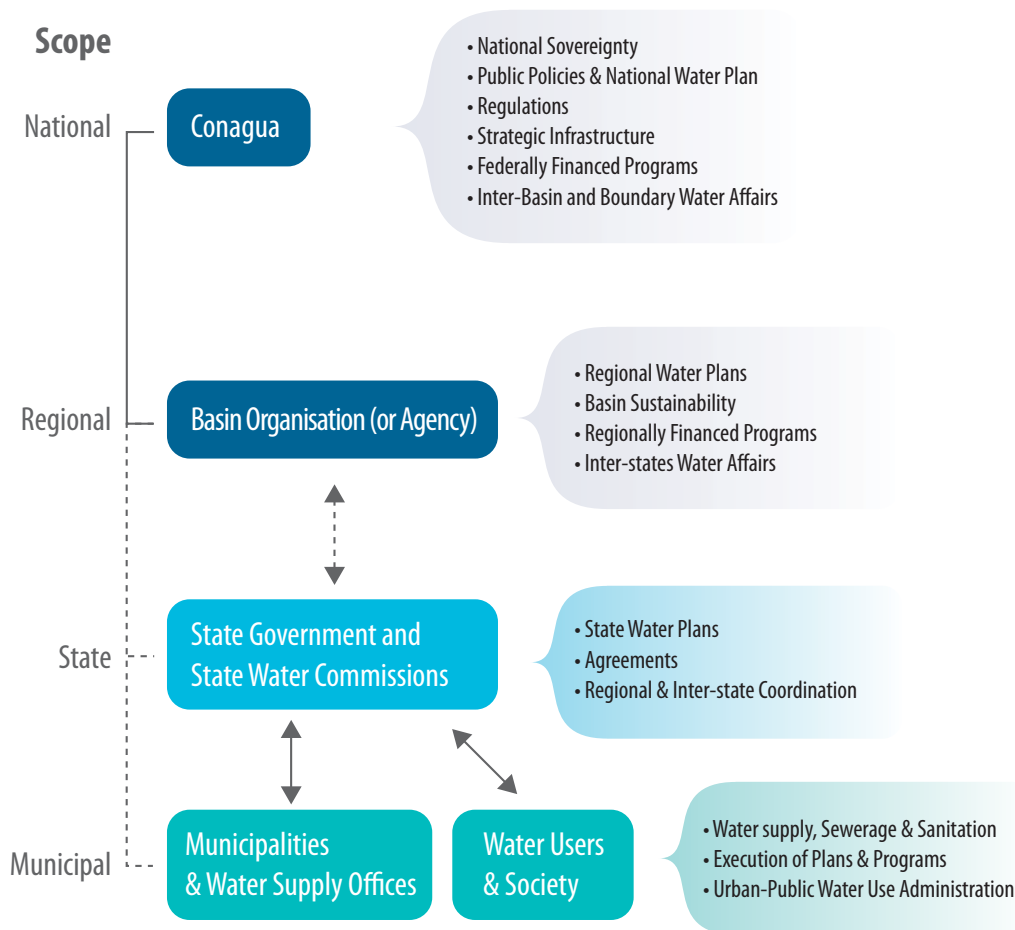 Scope
National
Conagua
• National Sovereignty
• Public Policies & National Water Plan
• Regulations
• Strategic Infrastructure
• Federally Financed Programs
• Inter-Basin and Boundary Water Affairs
Regional
Basin Organisation (or Agency)
• Regional Water Plans
• Basin Sustainability
• Regionally Financed Programs
• Inter-states Water Affairs
State
State Government and
State Water Commissions
• State Water Plans
• Agreements
• Regional & Inter-state Coordination
Municipal
Municipalities
& Water Supply Offices
Water Users
& Society
• Water supply, Sewerage & Sanitation
• Execution of Plans & Programs
• Urban-Public Water Use Administration